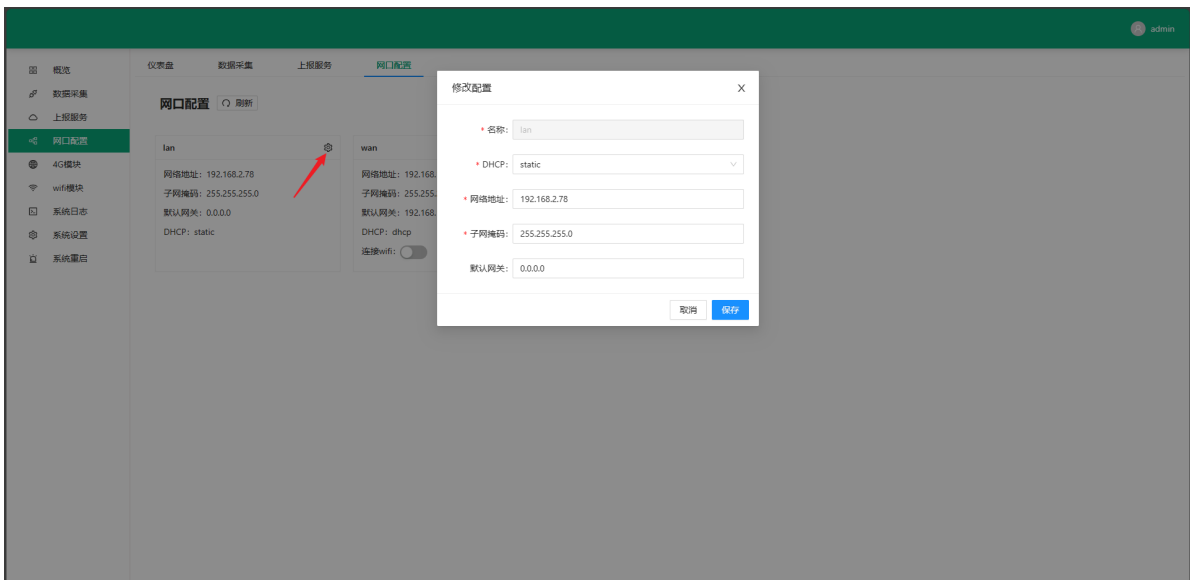 admin
概览
数据采集
上报服务
网口配置
4G模块
wifi模块
系统日志
系统设置
系统重启
仪表盘 数据采集 上报服务 网口配置
网口配置 刷新
lan
网络地址：192.168.2.78
子网掩码：255.255.255.0
默认网关：0.0.0.0
DHCP：static
wan
网络地址：192.168.
子网掩码：255.255.
默认网关：192.168.
DHCP：dhcp
连接wifi：
修改配置 X
* 名称: lan
* DHCP: static
* 网络地址: 192.168.2.78
* 子网掩码: 255.255.255.0
默认网关: 0.0.0.0
取消 保存